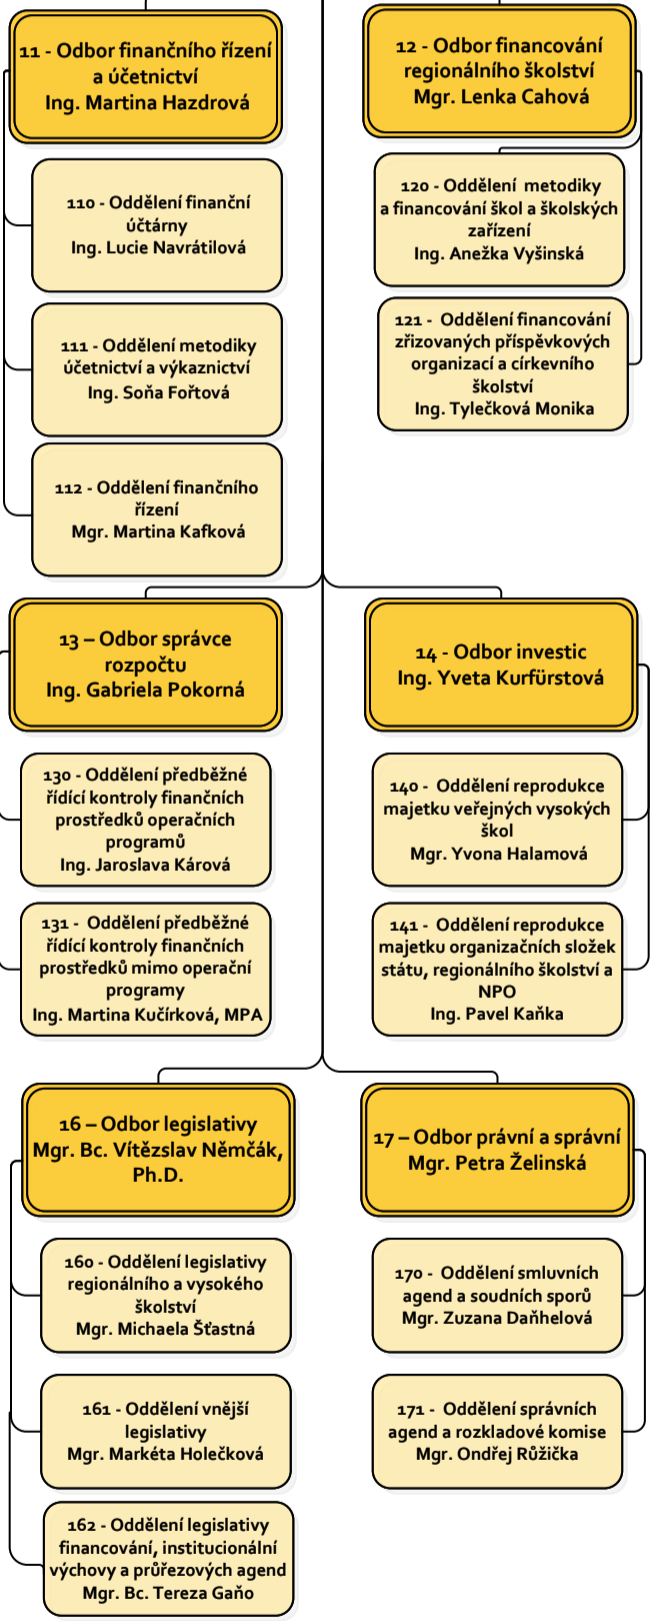 11 - Odbor finančního řízení
a účetnictví
Ing. Martina Hazdrová
110 - Oddělení finanční
účtárny
Ing. Lucie Navrátilová
111 - Oddělení metodiky
účetnictví a výkaznictví
Ing. Soňa Fořtová
112 - Oddělení finančního
řízení
Mgr. Martina Kafková
12 - Odbor financování
regionálního školství
Mgr. Lenka Cahová
120 - Oddělení metodiky
a financování škol a školských
zařízení
Ing. Anežka Vyšinská
121 - Oddělení financování
zřizovaných příspěvkových
organizací a církevního
školství
Ing. Tylečková Monika
13 – Odbor správce
rozpočtu
Ing. Gabriela Pokorná
130 - Oddělení předběžné
řídící kontroly finančních
prostředků operačních
programů
Ing. Jaroslava Kárová
131 - Oddělení předběžné
řídící kontroly finančních
prostředků mimo operační
programy
Ing. Martina Kučírková, MPA
14 - Odbor investic
Ing. Yveta Kurfürstová
140 - Oddělení reprodukce
majetku veřejných vysokých
škol
Mgr. Yvona Halamová
141 - Oddělení reprodukce
majetku organizačních složek
státu, regionálního školství a
NPO
Ing. Pavel Kaňka
16 – Odbor legislativy
Mgr. Bc. Vítězslav Němčák,
Ph.D.
160 - Oddělení legislativy
regionálního a vysokého
školství
Mgr. Michaela Šťastná
161 - Oddělení vnější
legislativy
Mgr. Markéta Holečková
162 - Oddělení legislativy
financování, institucionální
výchovy a průřezových agend
Mgr. Bc. Tereza Gaňo
17 – Odbor právní a správní
Mgr. Petra Želinská
170 - Oddělení smluvních
agend a soudních sporů
Mgr. Zuzana Daňhelová
171 - Oddělení správních
agend a rozkladové komise
Mgr. Ondřej Růžička